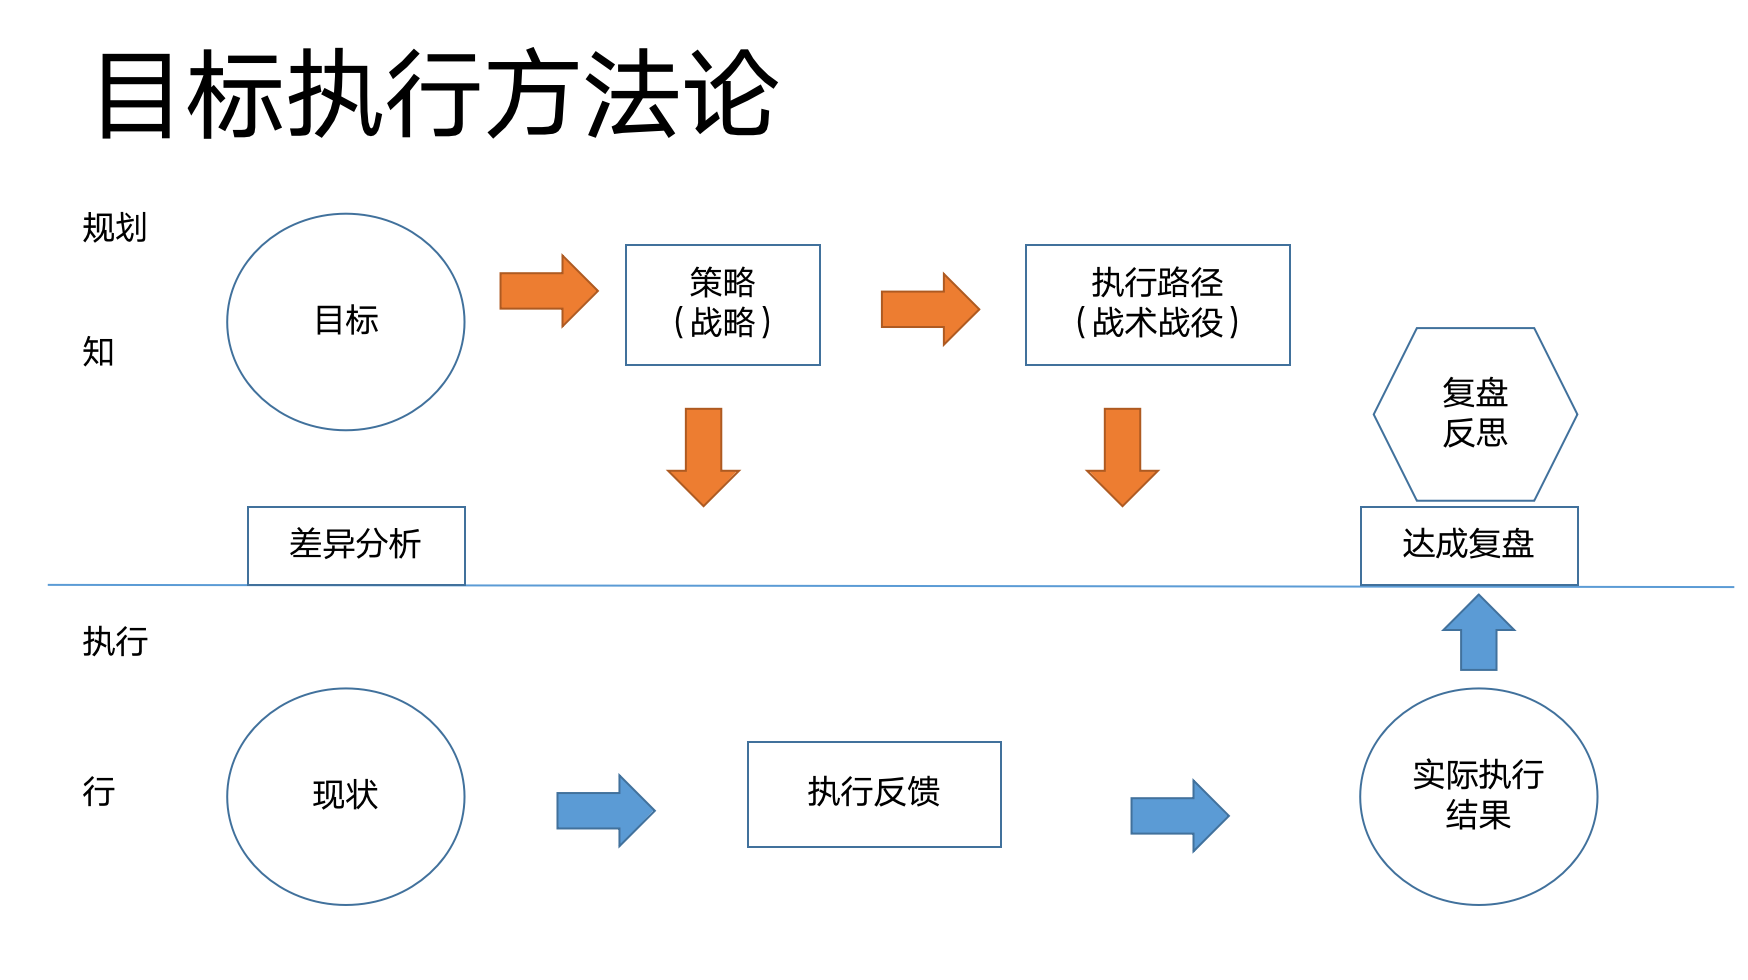 目标执行方法论
规划
目标
策略
（战略）
执行路径
（战术战役）
知
复盘
反思
差异分析
达成复盘
执行
现状
执行反馈
实际执行
结果
行